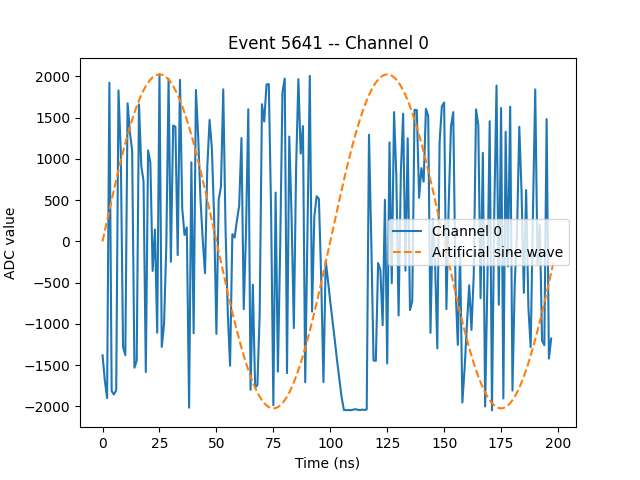 Event 5641 -- Channel 0
ADC value
2000
1500
1000
500
0
−500
−1000
−1500
−2000
Channel 0
Artificial sine wave
0 25 50 75 100 125 150 175 200
Time (ns)